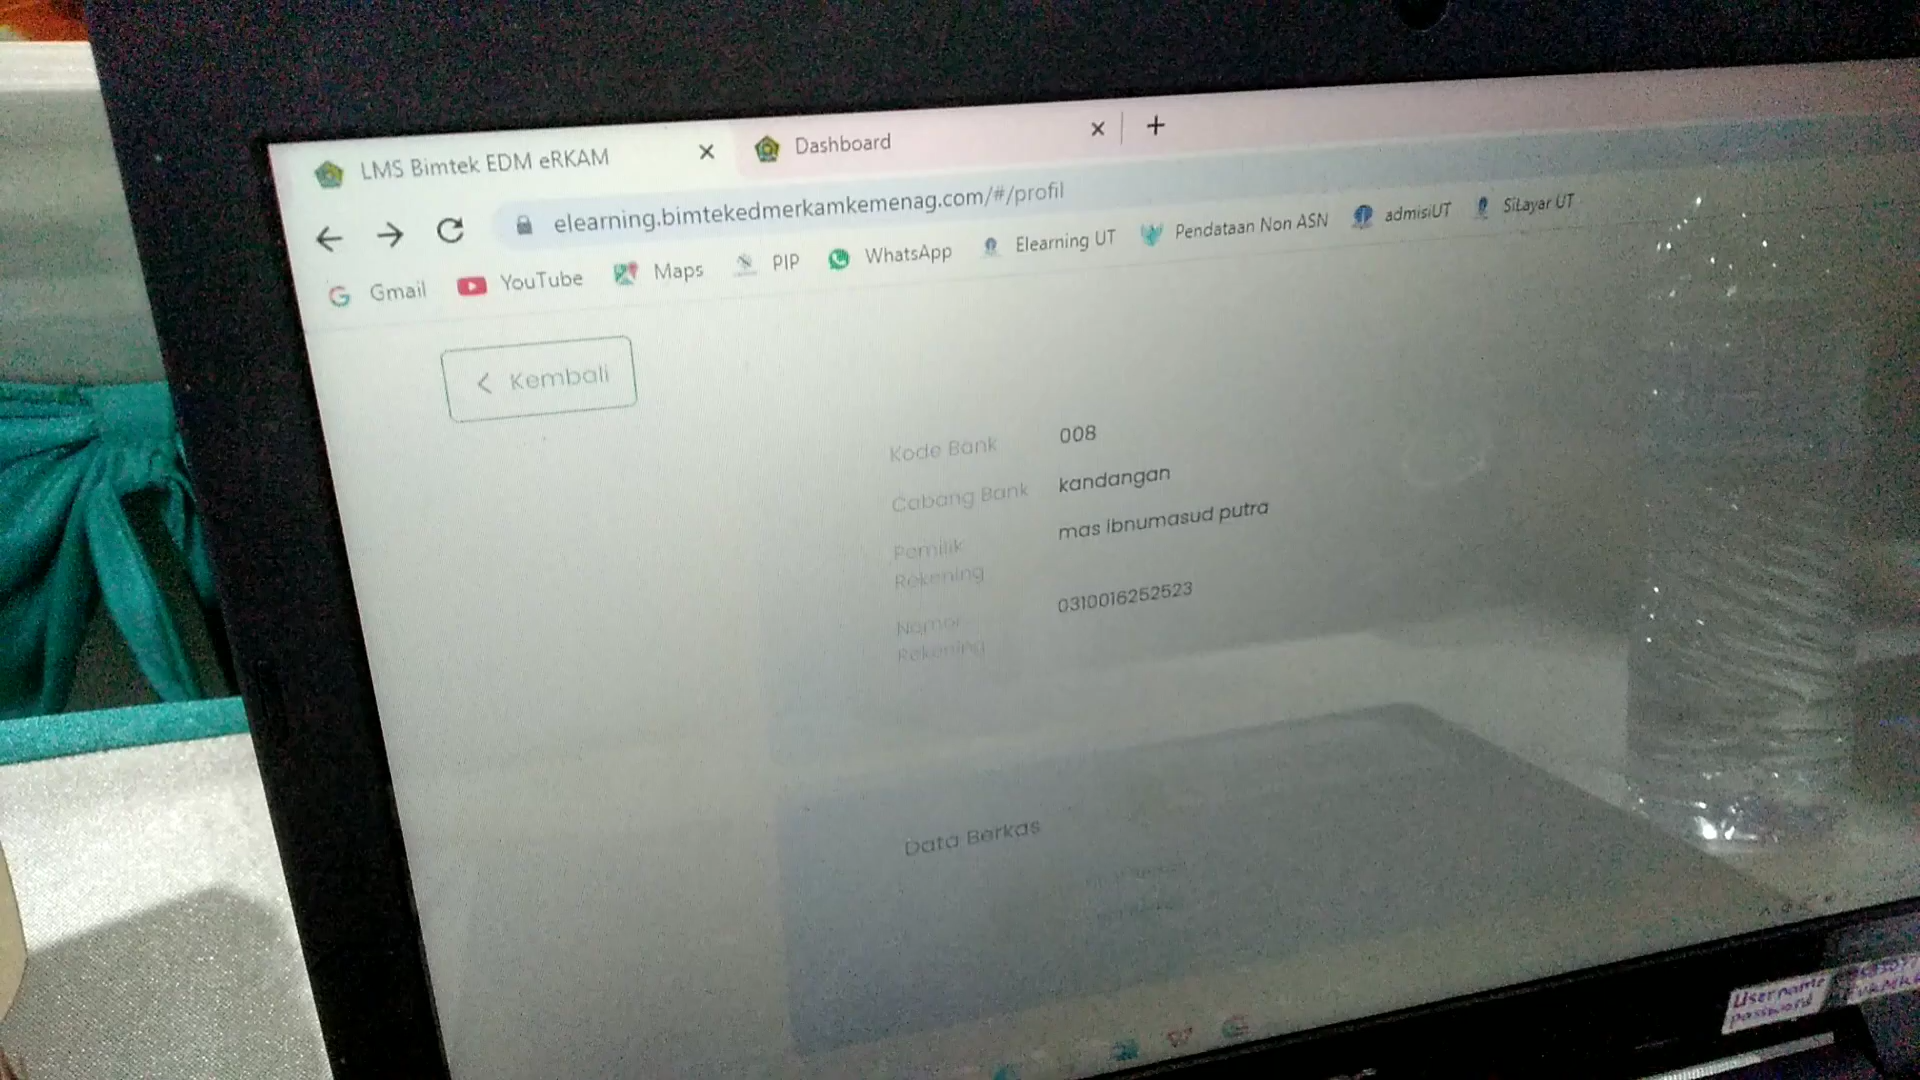 LMS Bimtek EDM eRKAM
Dashboard
elearning.bimtekedmerkamkemenag.com/#/profil
Gmail YouTube Maps PIP WhatsApp Elearning UT Pendataan Non ASN admisiUT SiLayar UT
Kembali
Kode Bank 008
Cabang Bank kandangan
Pemilik Rekening mas ibnumasud putra
Nomor Rekening 0310016252523
Data Berkas
Username
Password